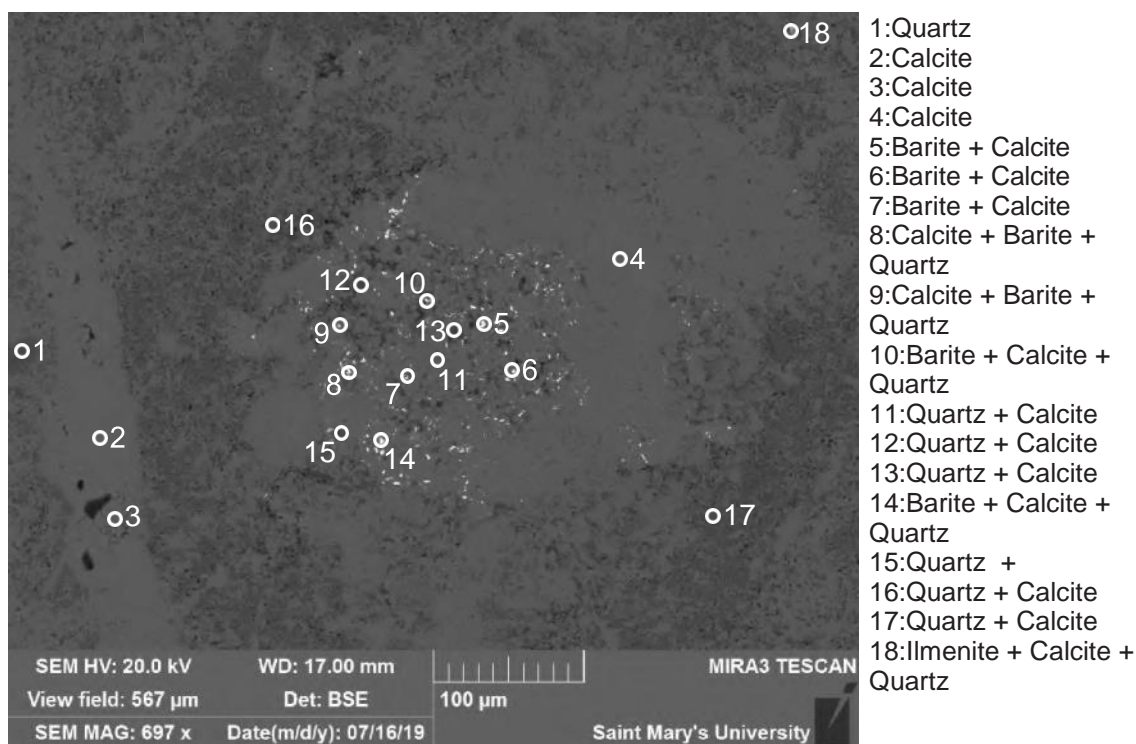 18
16
4
12
10
9
13
5
1
8
7
11
6
2
15
14
3
17
SEM HV: 20.0 kV
WD: 17.00 mm
MIRA3 TESCAN
View field: 567 µm
Det: BSE
100 µm
SEM MAG: 697 x
Date(m/d/y): 07/16/19
Saint Mary's University
1:Quartz
2:Calcite
3:Calcite
4:Calcite
5:Barite + Calcite
6:Barite + Calcite
7:Barite + Calcite
8:Calcite + Barite +
Quartz
9:Calcite + Barite +
Quartz
10:Barite + Calcite +
Quartz
11:Quartz + Calcite
12:Quartz + Calcite
13:Quartz + Calcite
14:Barite + Calcite +
Quartz
15:Quartz +
16:Quartz + Calcite
17:Quartz + Calcite
18:Ilmenite + Calcite +
Quartz